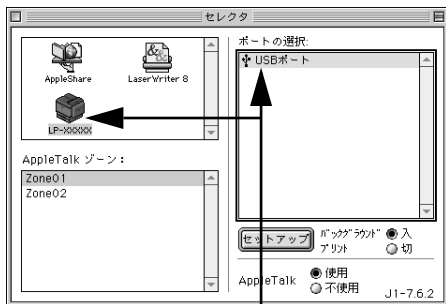 セレクタ
AppleShare
LaserWriter 8
LP-XXXXX
AppleTalk ゾーン：
Zone01
Zone02
ポートの選択:
USBポート
セットアップ
バックグラウンド
プリント
入
切
AppleTalk
使用
不使用
J1-7.6.2